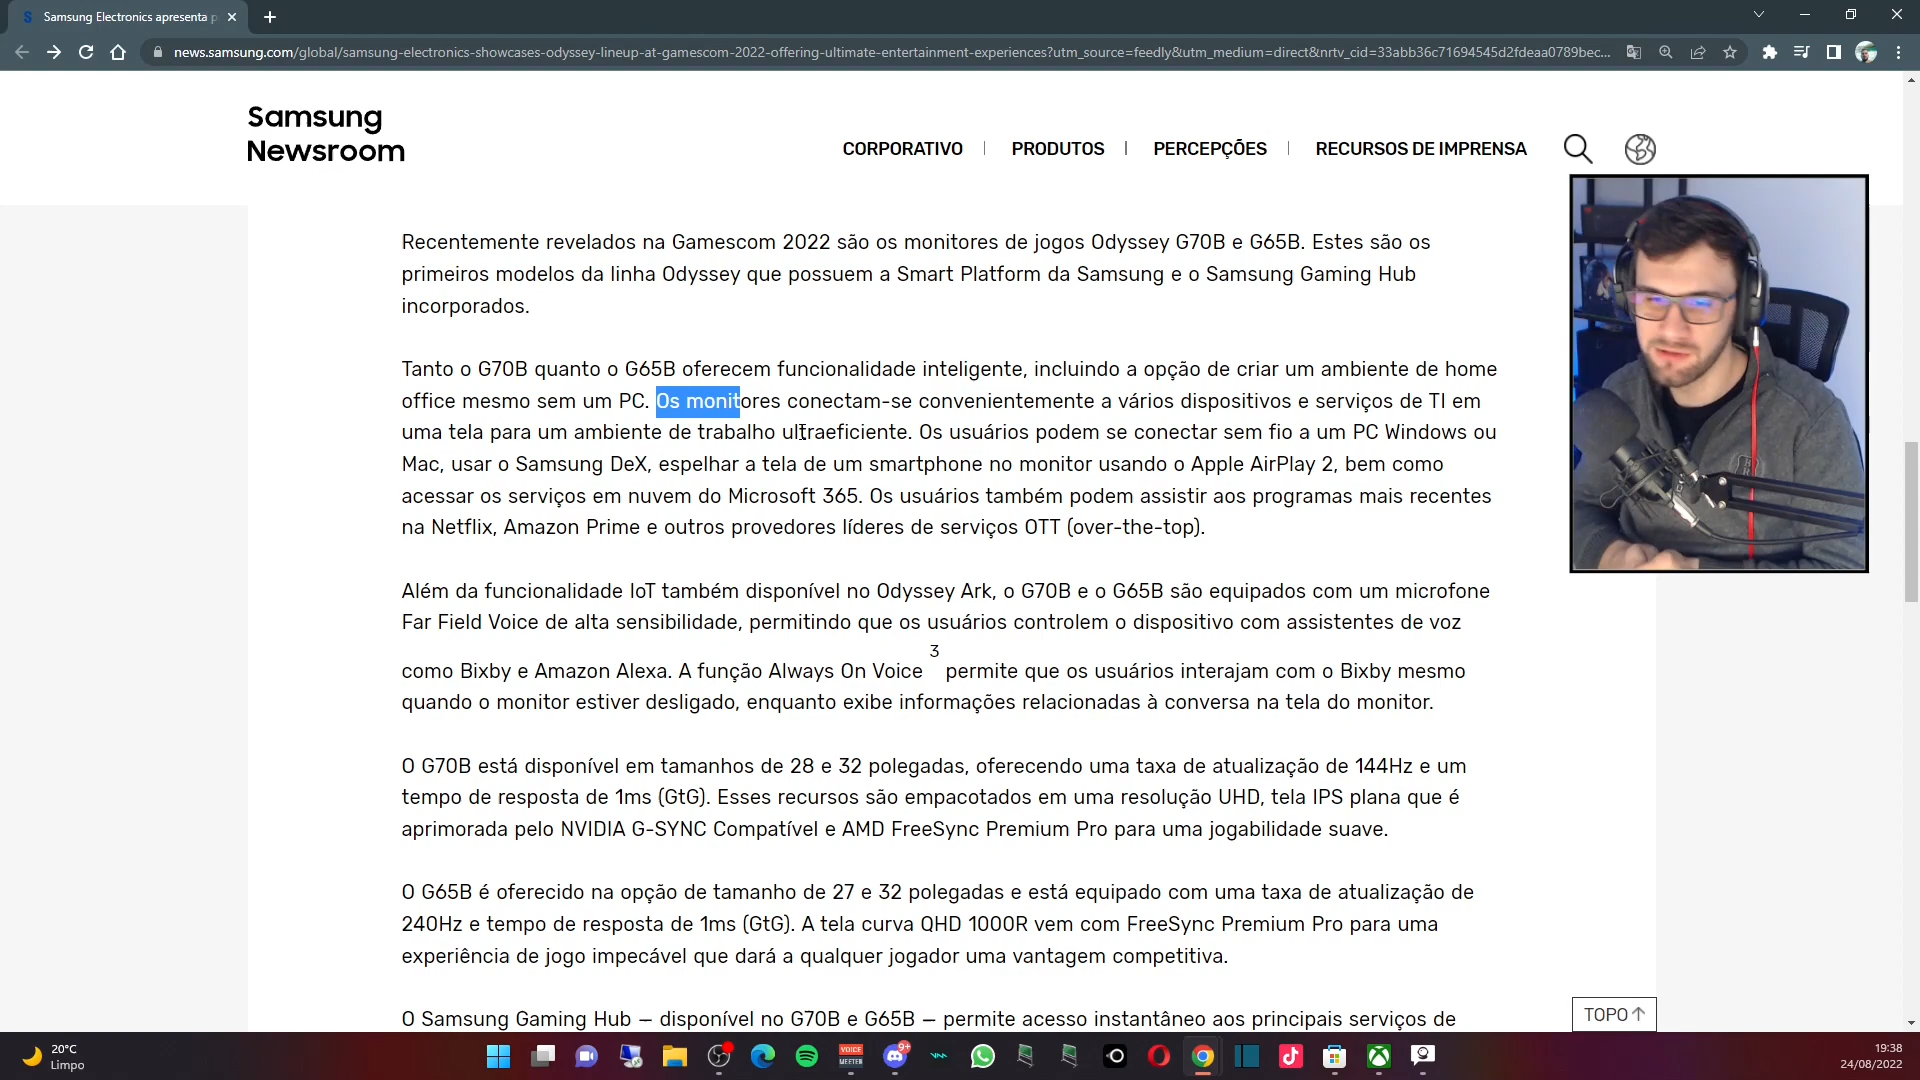 Samsung Electronics apresenta p
news.samsung.com/global/samsung-electronics-showcases-odyssey-lineup-at-gamescom-2022-offering-ultimate-entertainment-experiences?utm_source=feedly&utm_medium=direct&nrtv_cid=33abb36c71694545d2fdeaa0789bec...
Samsung
Newsroom
CORPORATIVO
PRODUTOS
PERCEPÇÕES
RECURSOS DE IMPRENSA
Recentemente revelados na Gamescom 2022 são os monitores de jogos Odyssey G70B e G65B. Estes são os
primeiros modelos da linha Odyssey que possuem a Smart Platform da Samsung e o Samsung Gaming Hub
incorporados.
Tanto o G70B quanto o G65B oferecem funcionalidade inteligente, incluindo a opção de criar um ambiente de home
office mesmo sem um PC. Os monitores conectam-se convenientemente a vários dispositivos e serviços de TI em
uma tela para um ambiente de trabalho ultraeficiente. Os usuários podem se conectar sem fio a um PC Windows ou
Mac, usar o Samsung DeX, espelhar a tela de um smartphone no monitor usando o Apple AirPlay 2, bem como
acessar os serviços em nuvem do Microsoft 365. Os usuários também podem assistir aos programas mais recentes
na Netflix, Amazon Prime e outros provedores líderes de serviços OTT (over-the-top).
Além da funcionalidade IoT também disponível no Odyssey Ark, o G70B e o G65B são equipados com um microfone
Far Field Voice de alta sensibilidade, permitindo que os usuários controlem o dispositivo com assistentes de voz
como Bixby e Amazon Alexa. A função Always On Voice 3 permite que os usuários interajam com o Bixby mesmo
quando o monitor estiver desligado, enquanto exibe informações relacionadas à conversa na tela do monitor.
O G70B está disponível em tamanhos de 28 e 32 polegadas, oferecendo uma taxa de atualização de 144Hz e um
tempo de resposta de 1ms (GtG). Esses recursos são empacotados em uma resolução UHD, tela IPS plana que é
aprimorada pelo NVIDIA G-SYNC Compatível e AMD FreeSync Premium Pro para uma jogabilidade suave.
O G65B é oferecido na opção de tamanho de 27 e 32 polegadas e está equipado com uma taxa de atualização de
240Hz e tempo de resposta de 1ms (GtG). A tela curva QHD 1000R vem com FreeSync Premium Pro para uma
experiência de jogo impecável que dará a qualquer jogador uma vantagem competitiva.
TOPO
O Samsung Gaming Hub — disponível no G70B e G65B — permite acesso instantâneo aos principais serviços de
20°C
Limpo
VOICE
MEETER
9+
19:38
24/08/2022